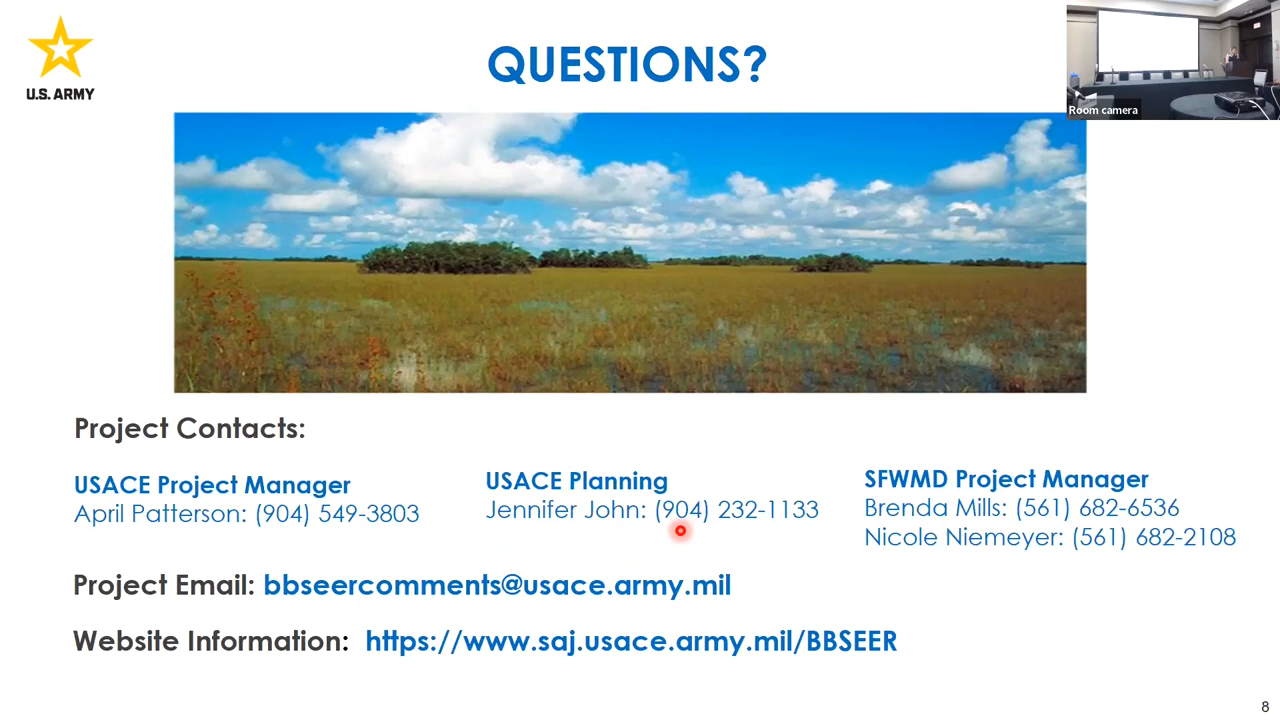 QUESTIONS?
U.S. ARMY
Room camera
Project Contacts:
USACE Project Manager
April Patterson: (904) 549-3803
USACE Planning
Jennifer John: (904) 232-1133
SFWMD Project Manager
Brenda Mills: (561) 682-6536
Nicole Niemeyer: (561) 682-2108
Project Email: bbseercomments@usace.army.mil
Website Information: https://www.saj.usace.army.mil/BBSEER
8